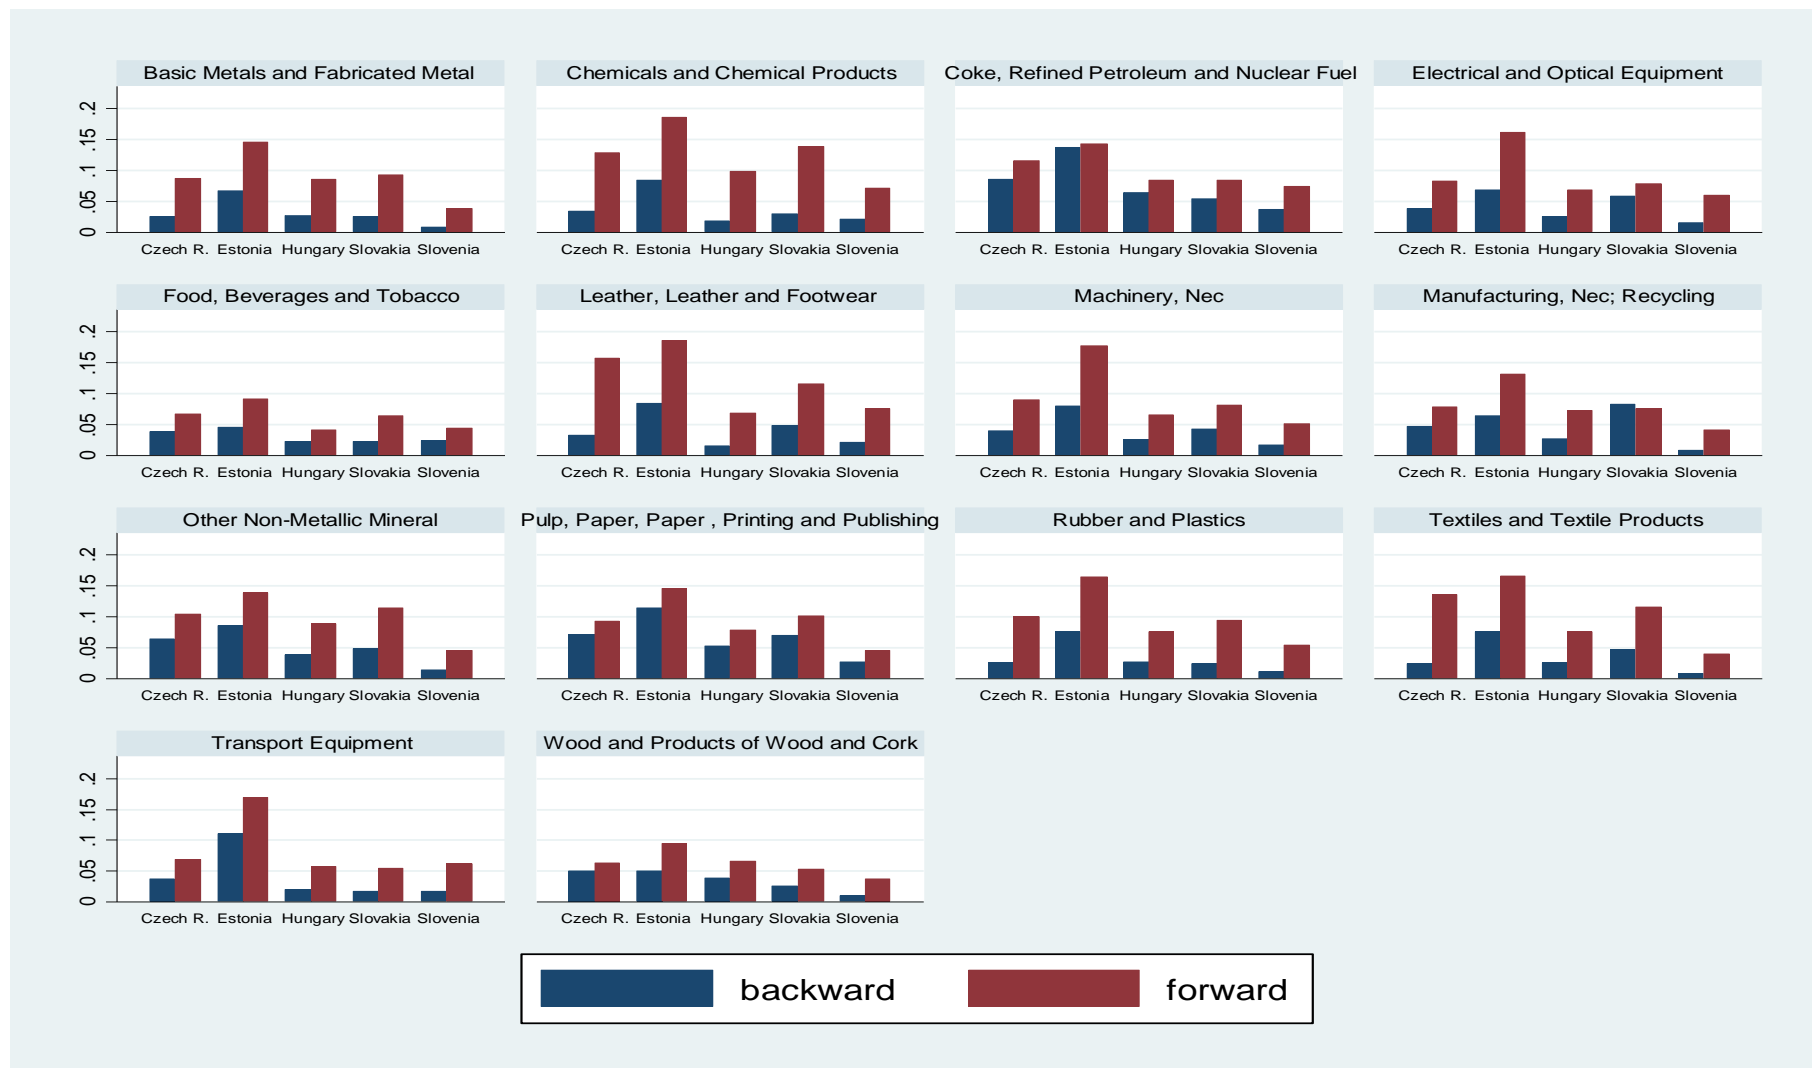 Basic Metals and Fabricated Metal
Chemicals and Chemical Products
Coke, Refined Petroleum and Nuclear Fuel
Electrical and Optical Equipment
.2
.15
.1
.05
0
Czech R. Estonia Hungary Slovakia Slovenia
Czech R. Estonia Hungary Slovakia Slovenia
Czech R. Estonia Hungary Slovakia Slovenia
Czech R. Estonia Hungary Slovakia Slovenia
Food, Beverages and Tobacco
Leather, Leather and Footwear
Machinery, Nec
Manufacturing, Nec; Recycling
.2
.15
.1
.05
0
Czech R. Estonia Hungary Slovakia Slovenia
Czech R. Estonia Hungary Slovakia Slovenia
Czech R. Estonia Hungary Slovakia Slovenia
Czech R. Estonia Hungary Slovakia Slovenia
Other Non-Metallic Mineral
Pulp, Paper, Paper , Printing and Publishing
Rubber and Plastics
Textiles and Textile Products
.2
.15
.1
.05
0
Czech R. Estonia Hungary Slovakia Slovenia
Czech R. Estonia Hungary Slovakia Slovenia
Czech R. Estonia Hungary Slovakia Slovenia
Czech R. Estonia Hungary Slovakia Slovenia
Transport Equipment
Wood and Products of Wood and Cork
.2
.15
.1
.05
0
Czech R. Estonia Hungary Slovakia Slovenia
Czech R. Estonia Hungary Slovakia Slovenia
backward
forward